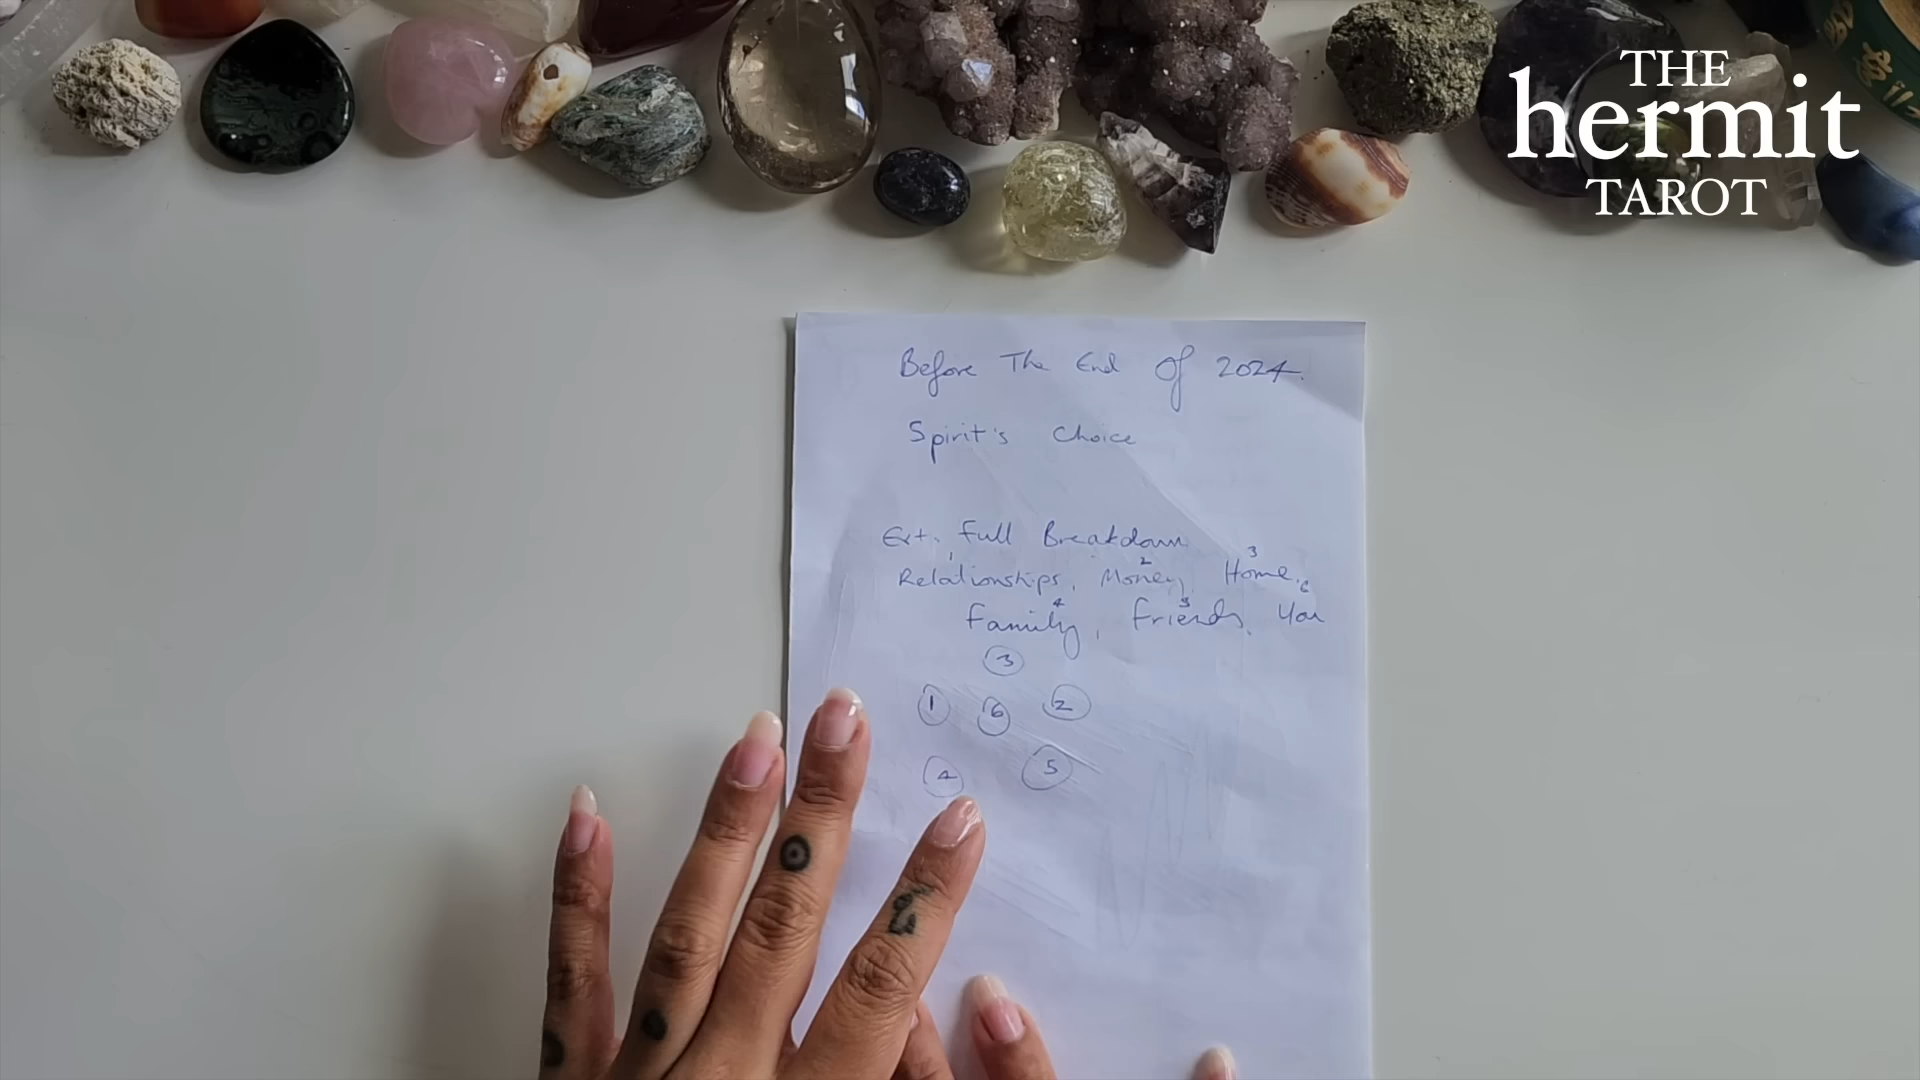 THE
hermit
TAROT
Before The End Of 2024.
Spirit's Choice
Ext. Full Breakdown
1 2 3
Relationships, Money, Home,
4 5 6
Family, Friends, You
3
1 6 2
4 5